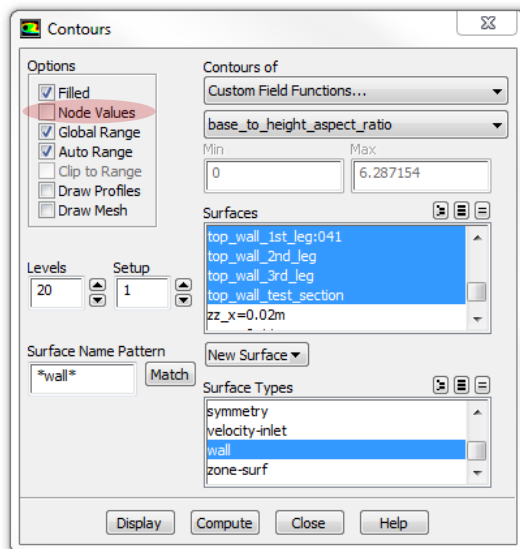 Contours
Options
Filled
Node Values
Global Range
Auto Range
Clip to Range
Draw Profiles
Draw Mesh
Levels
Setup
20
1
Surface Name Pattern
*wall*
Match
Contours of
Custom Field Functions...
base_to_height_aspect_ratio
Min
Max
0
6.287154
Surfaces
top_wall_1st_leg:041
top_wall_2nd_leg
top_wall_3rd_leg
top_wall_test_section
zz_x=0.02m
New Surface
Surface Types
symmetry
velocity-inlet
wall
zone-surf
Display
Compute
Close
Help